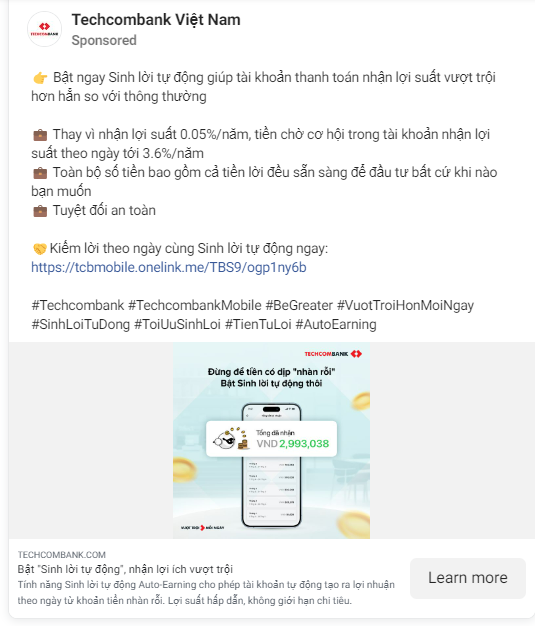 TECHCOMBANK
Techcombank Việt Nam
Sponsored
👉 Bật ngay Sinh lời tự động giúp tài khoản thanh toán nhận lợi suất vượt trội
hơn hẳn so với thông thường
💼 Thay vì nhận lợi suất 0.05%/năm, tiền chờ cơ hội trong tài khoản nhận lợi
suất theo ngày tới 3.6%/năm
💼 Toàn bộ số tiền bao gồm cả tiền lời đều sẵn sàng để đầu tư bất cứ khi nào
bạn muốn
💼 Tuyệt đối an toàn
🤝Kiếm lời theo ngày cùng Sinh lời tự động ngay:
https://tcbmobile.onelink.me/TBS9/ogp1ny6b
#Techcombank #TechcombankMobile #BeGreater #VuotTroiHonMoiNgay
#SinhLoiTuDong #ToiUuSinhLoi #TienTuLoi #AutoEarning
TECHCOMBANK
Đừng để tiền có dịp "nhàn rỗi"
Bật Sinh lời tự động thôi
Tổng đã nhận
VND 2,993,038
VƯỢT TRỘI MỖI NGÀY
TECHCOMBANK.COM
Bật "Sinh lời tự động", nhận lợi ích vượt trội
Tính năng Sinh lời tự động Auto-Earning cho phép tài khoản tự động tạo ra lợi nhuận
theo ngày từ khoản tiền nhàn rỗi. Lợi suất hấp dẫn, không giới hạn chi tiêu.
Learn more